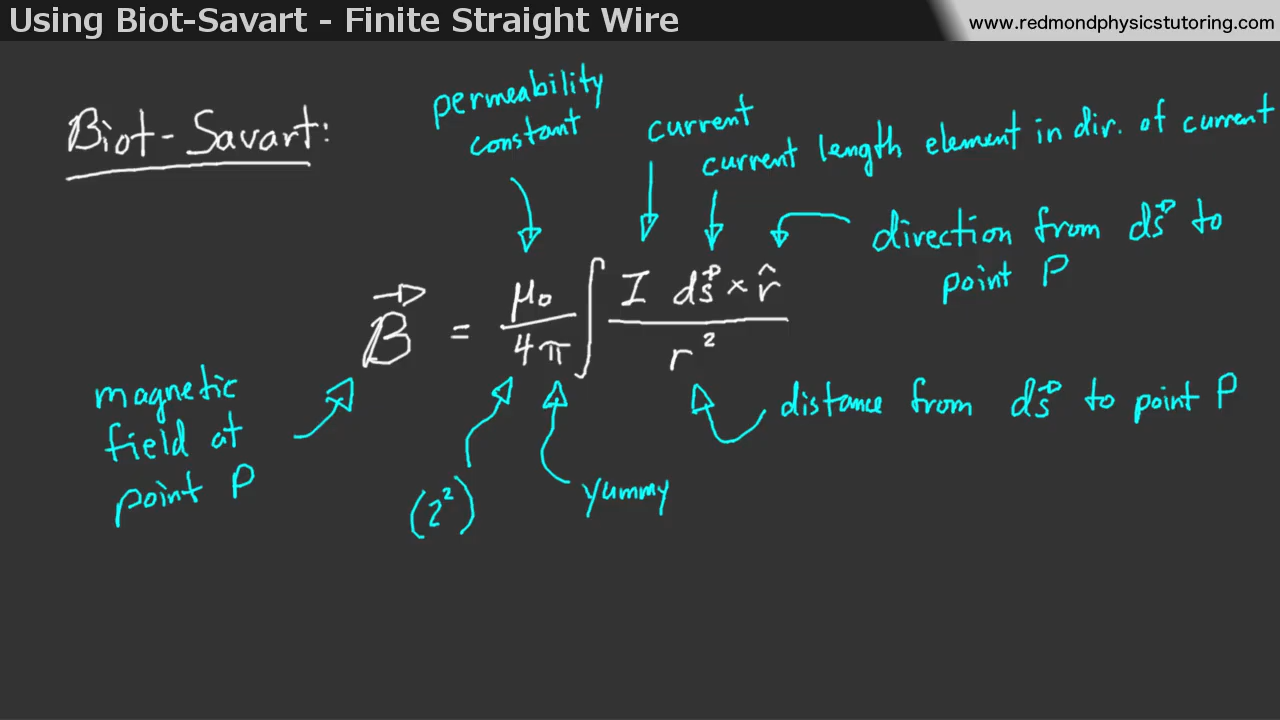 Using Biot-Savart - Finite Straight Wire
www.redmondphysicstutoring.com
Biot-Savart:
permeability
constant
current
current length element in dir. of current
direction from ds⃗ to
point P
B⃗ = μ₀/4π ∫ I ds⃗ × r̂ / r²
magnetic
field at
point P
distance from ds⃗ to point P
(2²)
yummy